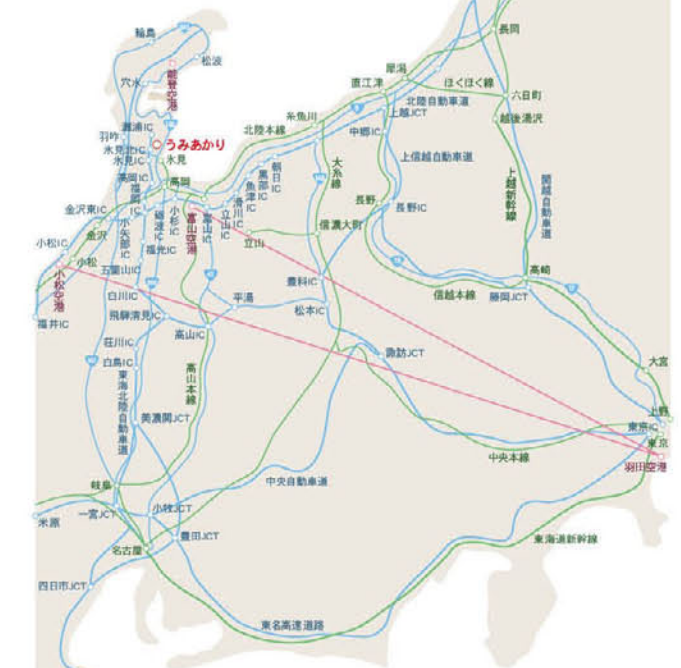 輪島
松波
穴水
能登空港
長岡
犀潟
直江津
ほくほく線
六日町
北陸自動車道
上越JCT
越後湯沢
糸魚川
北陸本線
中郷IC
灘浦IC
羽咋
うみあかり
氷見北IC
氷見IC
氷見
上信越自動車道
大糸線
朝日IC
黒部IC
魚津IC
滑川IC
立山IC
富山IC
富山空港
小杉IC
砺波IC
高岡IC
高岡
福岡IC
小矢部IC
福光IC
上越新幹線
関越自動車道
長野
長野IC
金沢東IC
金沢
小松IC
小松
小松空港
立山
信濃大町
五箇山IC
高崎
豊科IC
信越本線
藤岡JCT
白川IC
平湯
松本IC
福井IC
飛騨清見IC
高山IC
荘川IC
白鳥IC
諏訪JCT
大宮
東海北陸自動車道
高山本線
美濃関JCT
上野
東京IC
東京
中央本線
羽田空港
岐阜
中央自動車道
一宮JCT
小牧JCT
米原
豊田JCT
名古屋
東海道新幹線
四日市JCT
東名高速道路